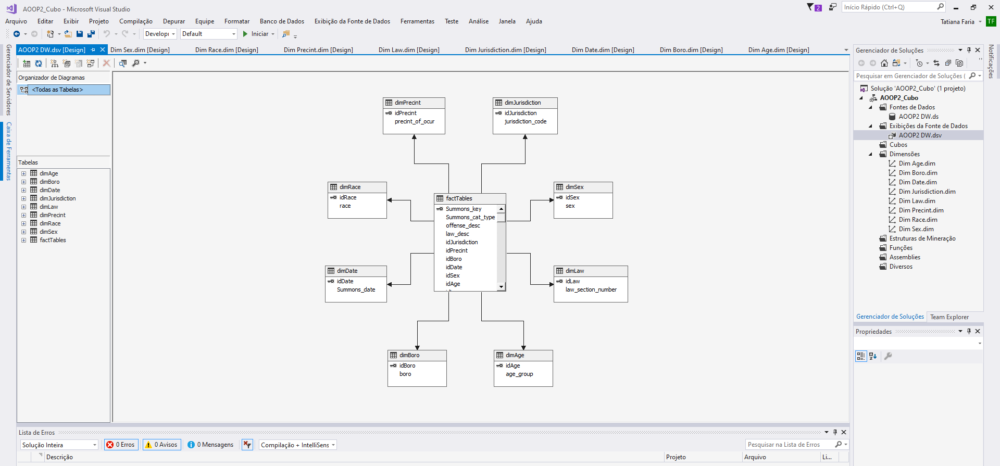 AOOP2_Cubo - Microsoft Visual Studio
2
Início Rápido (Ctrl+Q)
Arquivo Editar Exibir Projeto Compilação Depurar Equipe Formatar Banco de Dados Exibição da Fonte de Dados Ferramentas Teste Análise Janela Ajuda
Tatiana Faria TF
Develop Default Iniciar
Gerenciador de Servidores
Caixa de Ferramentas
AOOP2 DW.dsv [Design] Dim Sex.dim [Design] Dim Race.dim [Design] Dim Precint.dim [Design] Dim Law.dim [Design] Dim Jurisdiction.dim [Design] Dim Date.dim [Design] Dim Boro.dim [Design] Dim Age.dim [Design]
Organizador de Diagramas
<Todas as Tabelas>
Tabelas
dimAge
dimBoro
dimDate
dimJurisdiction
dimLaw
dimPrecint
dimRace
dimSex
factTables
dimPrecint
idPrecint
precint_of_ocur
dimJurisdiction
idJurisdiction
jurisdiction_code
dimRace
idRace
race
factTables
Summons_key
Summons_cat_type
offense_desc
law_desc
idJurisdiction
idPrecint
idBoro
idDate
idSex
idAge
dimSex
idSex
sex
dimDate
idDate
Summons_date
dimLaw
idLaw
law_section_number
dimBoro
idBoro
boro
dimAge
idAge
age_group
Gerenciador de Soluções
Pesquisar em Gerenciador de Soluções (
Solução 'AOOP2_Cubo' (1 projeto)
AOOP2_Cubo
Fontes de Dados
AOOP2 DW.ds
Exibições da Fonte de Dados
AOOP2 DW.dsv
Cubos
Dimensões
Dim Age.dim
Dim Boro.dim
Dim Date.dim
Dim Jurisdiction.dim
Dim Law.dim
Dim Precint.dim
Dim Race.dim
Dim Sex.dim
Estruturas de Mineração
Funções
Assemblies
Diversos
Gerenciador de Soluções Team Explorer
Propriedades
Notificações
Lista de Erros
Solução Inteira 0 Erros 0 Avisos 0 Mensagens Compilação + IntelliSens Pesquisar na Lista de Erros
Descrição Projeto Arquivo Li...